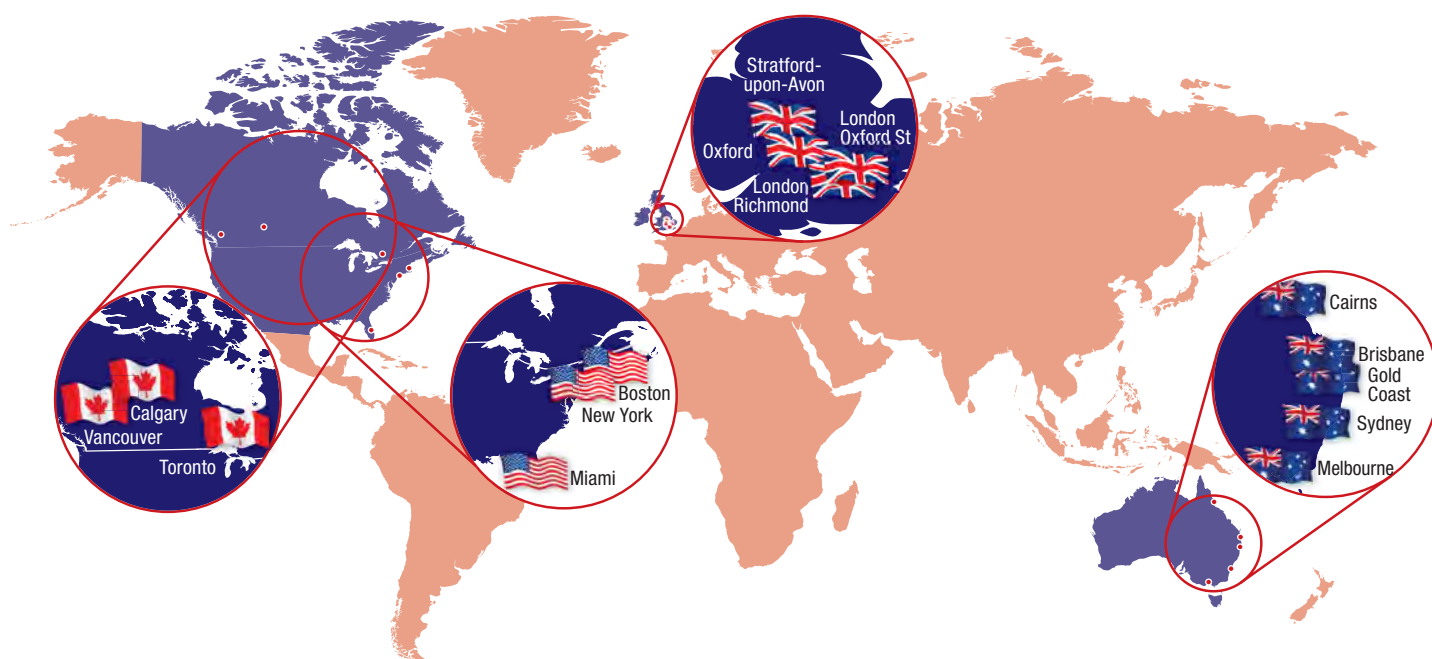 Stratford-
upon-Avon
London
Oxford St
Oxford
London
Richmond
Calgary
Vancouver
Toronto
Boston
New York
Miami
Cairns
Brisbane
Gold
Coast
Sydney
Melbourne